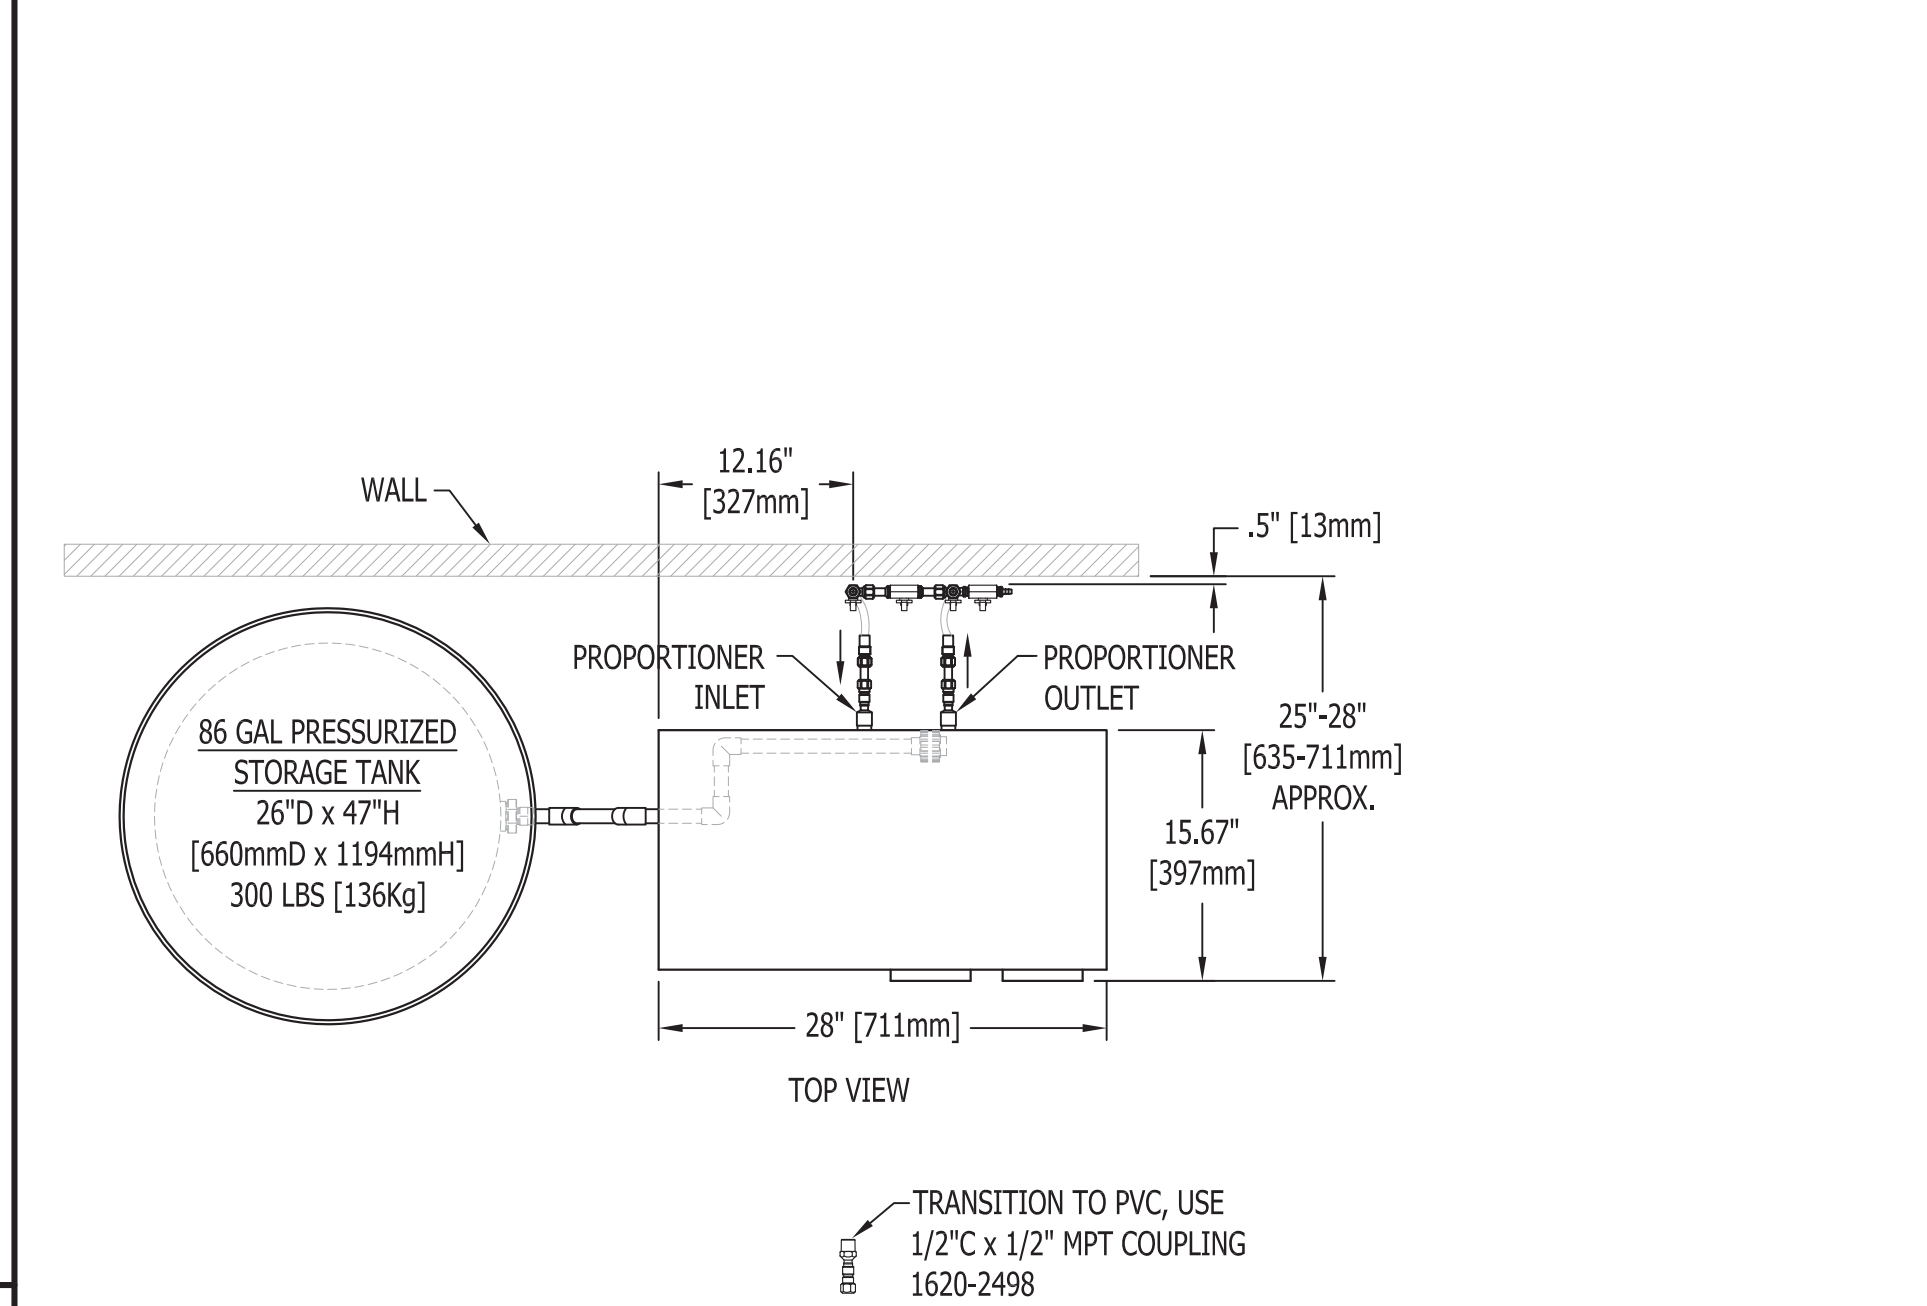 12.16"
[327mm]
WALL
.5" [13mm]
PROPORTIONER
INLET
PROPORTIONER
OUTLET
86 GAL PRESSURIZED
STORAGE TANK
26"D x 47"H
[660mmD x 1194mmH]
300 LBS [136Kg]
25"-28"
[635-711mm]
APPROX.
15.67"
[397mm]
28" [711mm]
TOP VIEW
TRANSITION TO PVC, USE
1/2"C x 1/2" MPT COUPLING
1620-2498